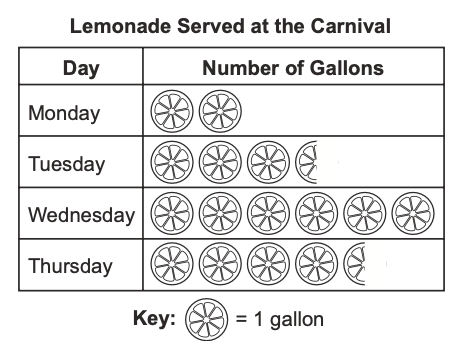 Lemonade Served at the Carnival
Day Number of Gallons
Monday
Tuesday
Wednesday
Thursday
Key: = 1 gallon